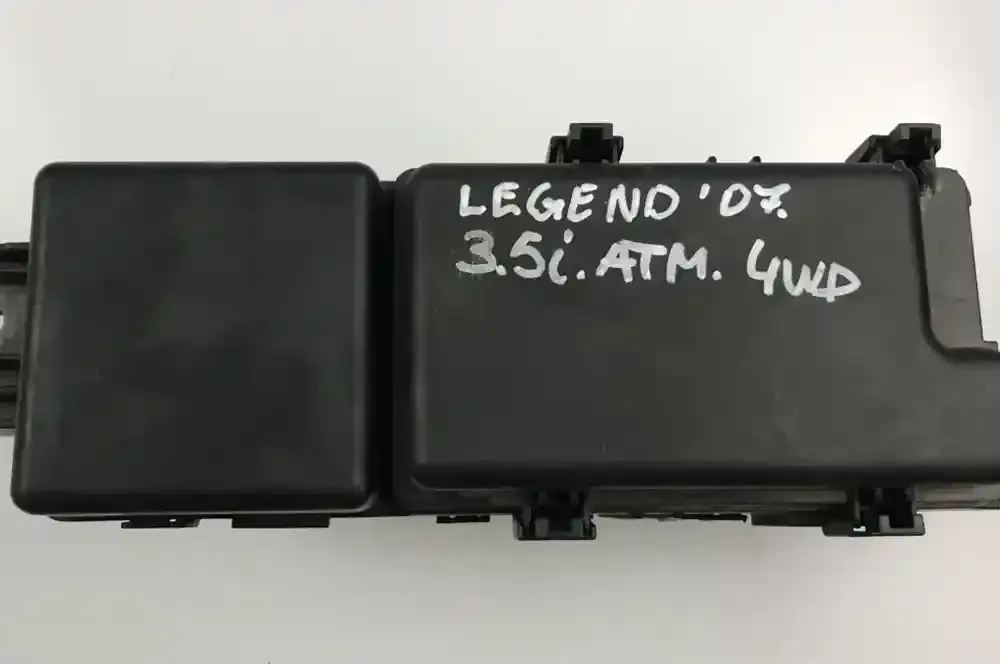 LEGEND '07.
3.5i. ATM. 4WD